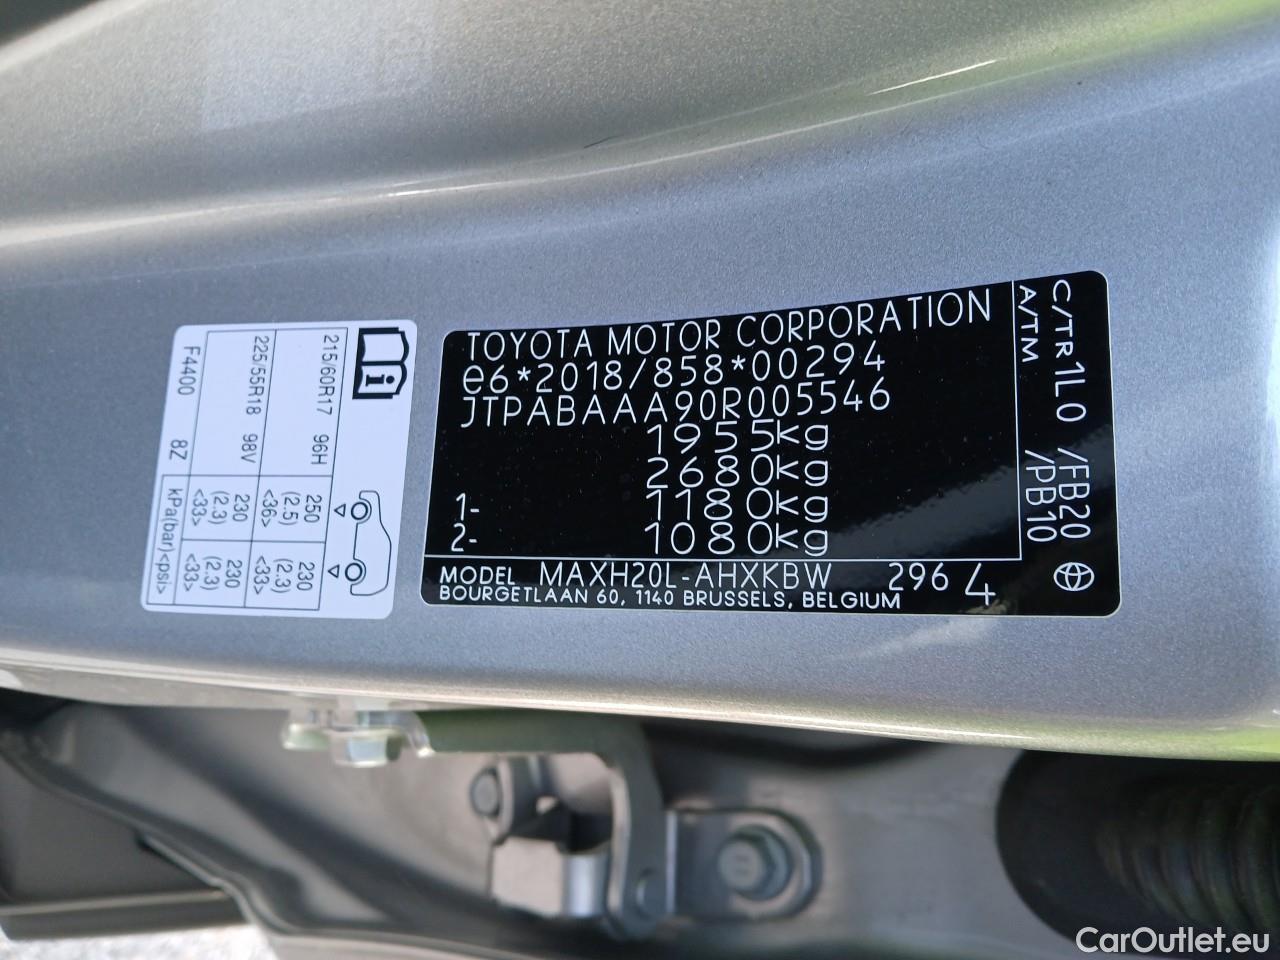 TOYOTA MOTOR CORPORATION
e6*2018/858*00294
JTPABAAA90R005546
1955kg
2680kg
1- 1180kg
2- 1080kg
MODEL MAXH20L-AHXKBW 296 4
BOURGETLAAN 60, 1140 BRUSSELS, BELGIUM
C/TR 1L0 /FB20
A/TM /PB10
i
215/60R17 96H 250 (2.5) <36> 230 (2.3) <33>
225/55R18 98V 230 (2.3) <33> 230 (2.3) <33>
F4400 8Z kPa(bar)<psi>
CarOutlet.eu